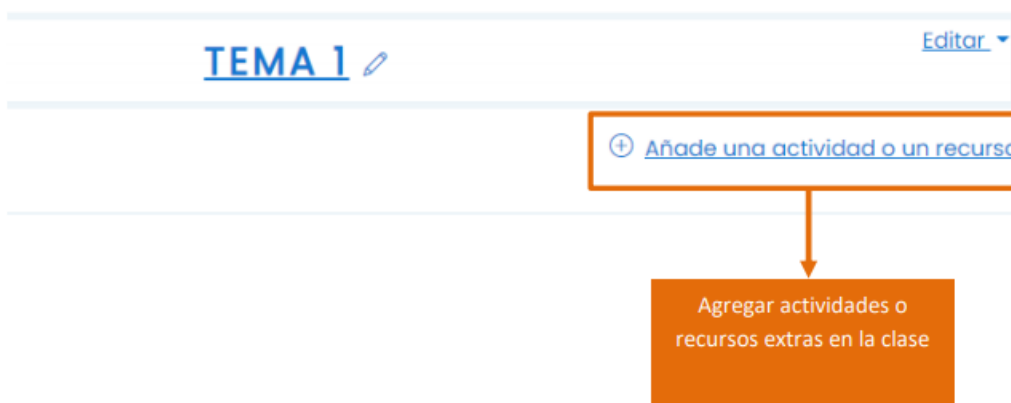 TEMA 1
Editar
Añade una actividad o un recurso
Agregar actividades o
recursos extras en la clase